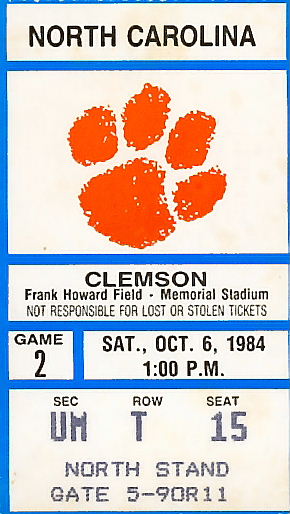 NORTH CAROLINA
CLEMSON
Frank Howard Field - Memorial Stadium
NOT RESPONSIBLE FOR LOST OR STOLEN TICKETS
GAME
2
SAT., OCT. 6, 1984
1:00 P.M.
SEC ROW SEAT
UM T 15
NORTH STAND
GATE 5-90R11